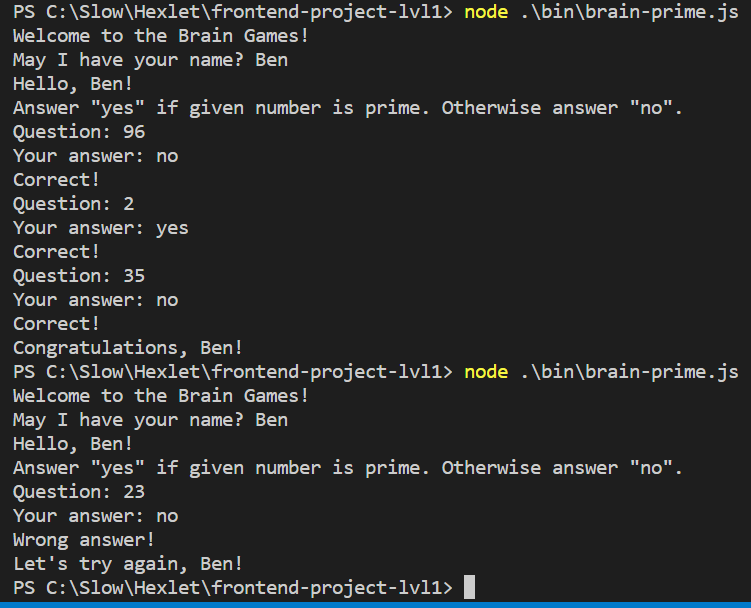 PS C:\Slow\Hexlet\frontend-project-lvl1> node .\bin\brain-prime.js
Welcome to the Brain Games!
May I have your name? Ben
Hello, Ben!
Answer "yes" if given number is prime. Otherwise answer "no".
Question: 96
Your answer: no
Correct!
Question: 2
Your answer: yes
Correct!
Question: 35
Your answer: no
Correct!
Congratulations, Ben!
PS C:\Slow\Hexlet\frontend-project-lvl1> node .\bin\brain-prime.js
Welcome to the Brain Games!
May I have your name? Ben
Hello, Ben!
Answer "yes" if given number is prime. Otherwise answer "no".
Question: 23
Your answer: no
Wrong answer!
Let's try again, Ben!
PS C:\Slow\Hexlet\frontend-project-lvl1>